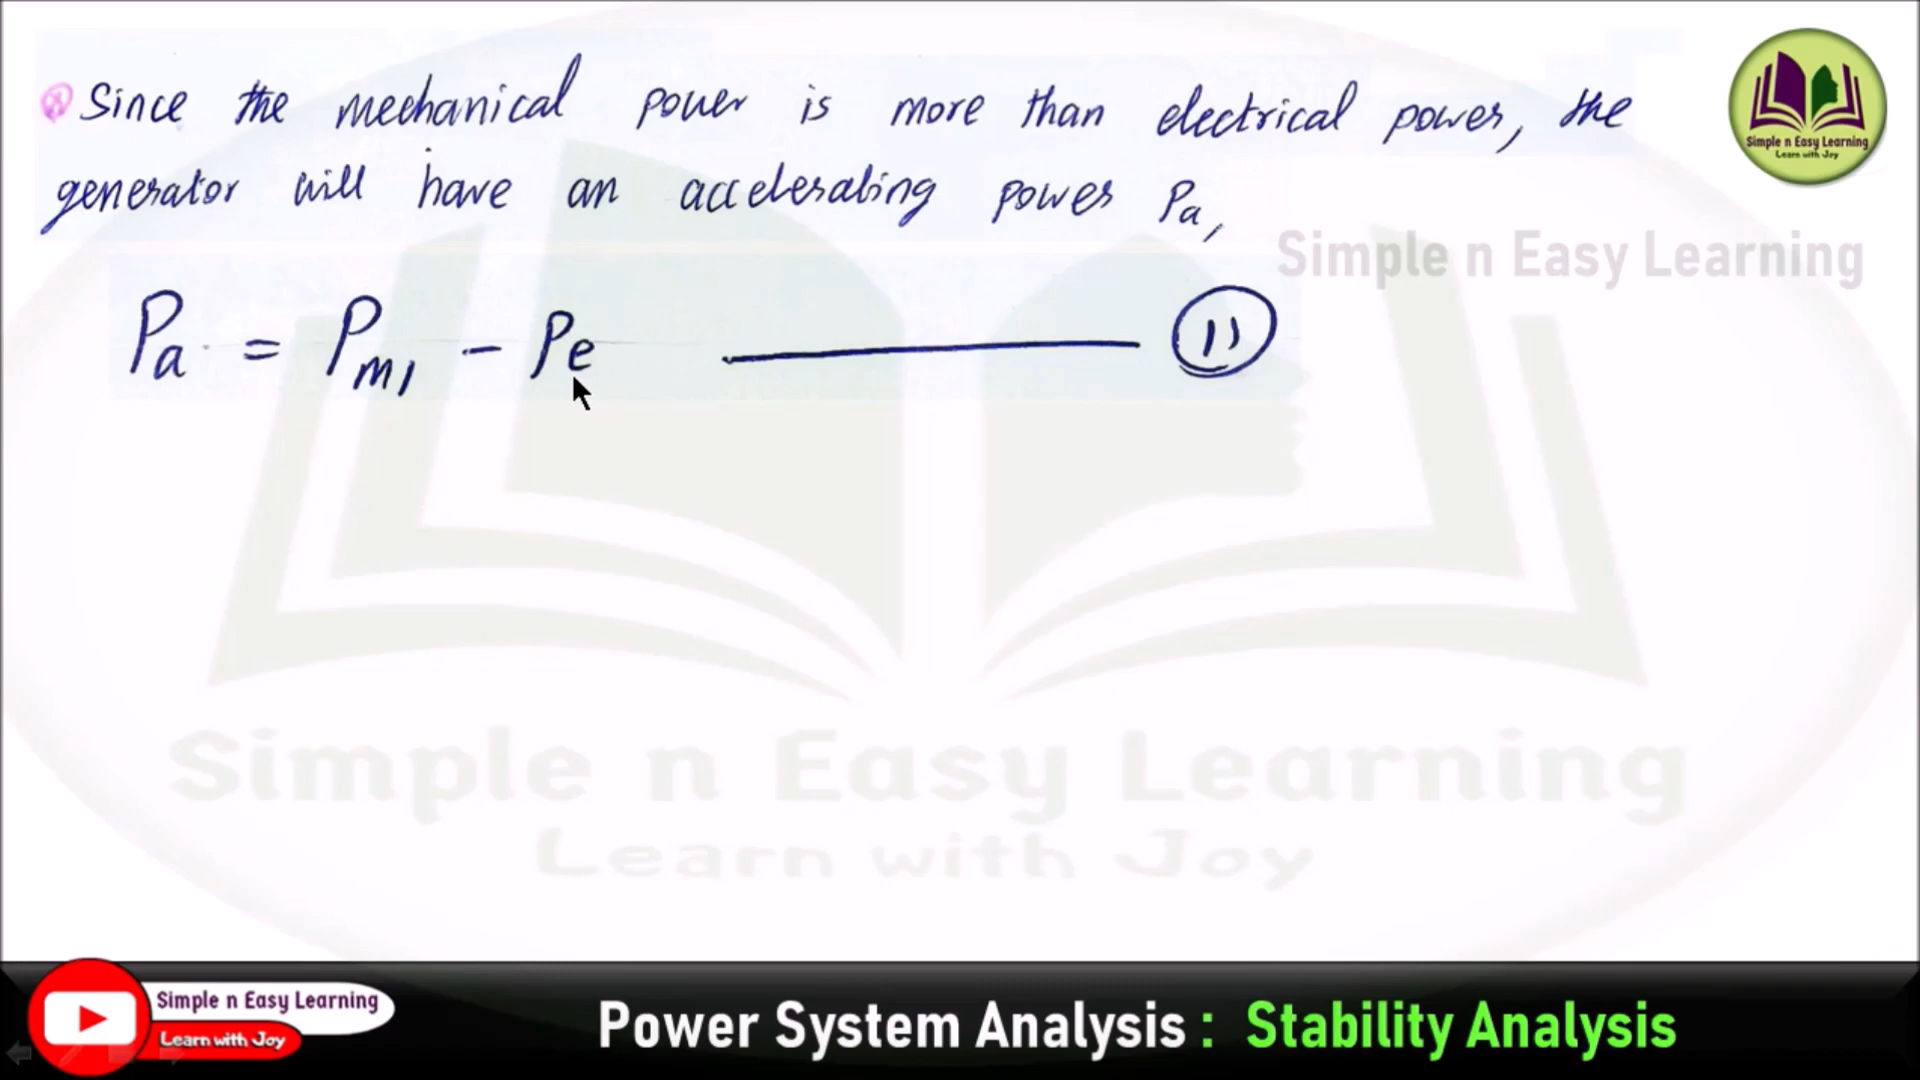 Since the mechanical power is more than electrical power, the
generator will have an accelerating power Pa,
Pa = Pm1 - Pe ——— 11
Simple n Easy Learning
Learn with Joy
Simple n Easy Learning
Simple n Easy Learning
Learn with Joy
Simple n Easy Learning
Learn with Joy
Power System Analysis : Stability Analysis